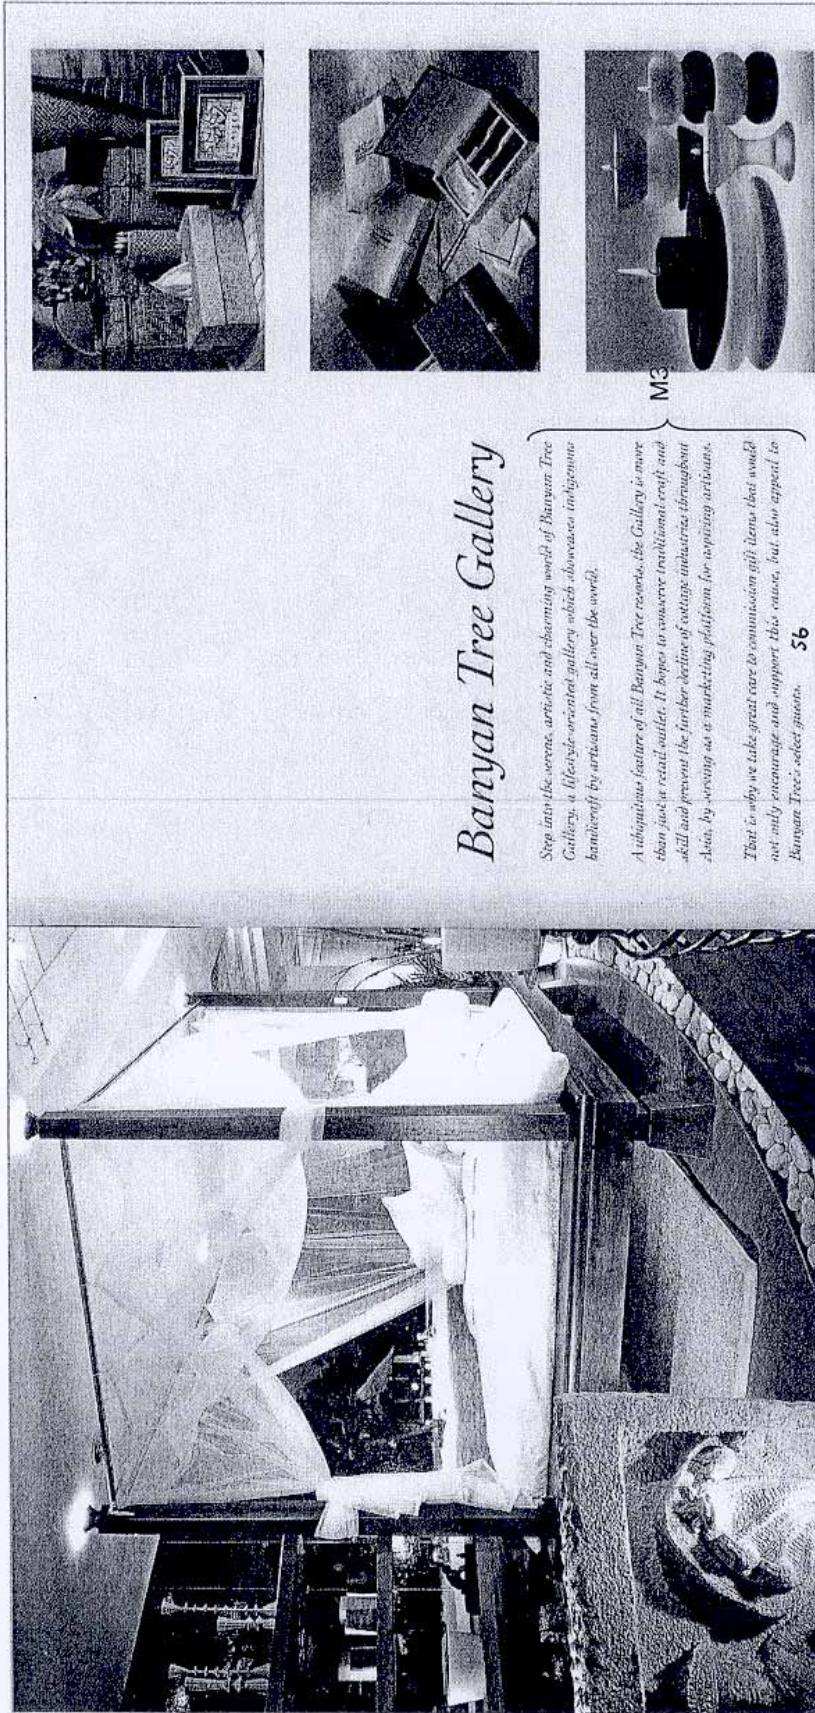 Banyan Tree Gallery
Step into the serene, artistic and charming world of Banyan Tree
Gallery, a lifestyle-oriented gallery which showcases indigenous
handicraft by artisans from all over the world.
A ubiquitous feature of all Banyan Tree resorts, the Gallery is more
than just a retail outlet. It hopes to conserve traditional craft and
skill and prevent the further decline of cottage industries throughout
Asia, by serving as a marketing platform for aspiring artisans.
That is why we take great care to commission gift items that would
not only encourage and support this cause, but also appeal to
Banyan Tree's select guests. 56
M3